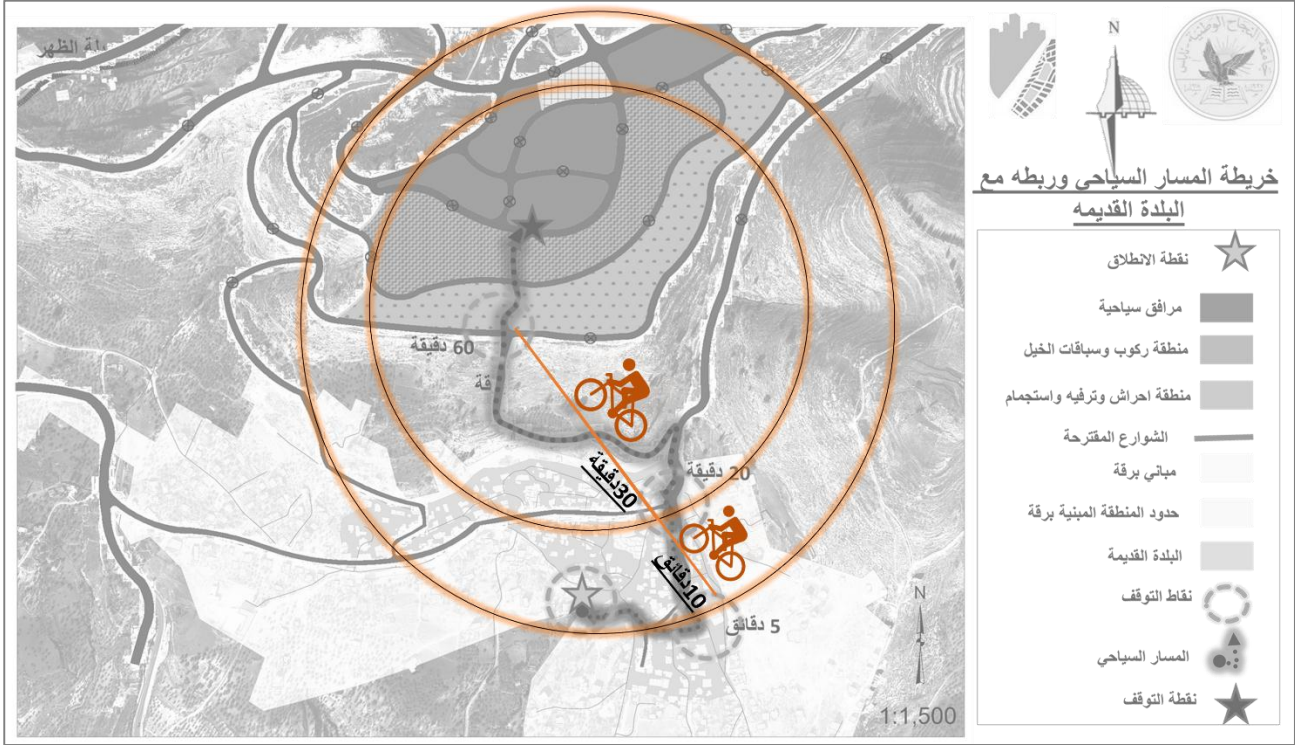 خريطة المسار السياحي وربطه مع
البلدة القديمه
N
نقطة الانطلاق
مرافق سياحية
منطقة ركوب وسباقات الخيل
منطقة احراش وترفيه واستجمام
الشوارع المقترحة
مباني برقة
حدود المنطقة المبنية برقة
البلدة القديمة
نقاط التوقف
المسار السياحي
نقطة التوقف
الظهر
60 دقيقة
قة
20 دقيقة
30دقيقة
10دقائق
5 دقائق
N
1:1,500